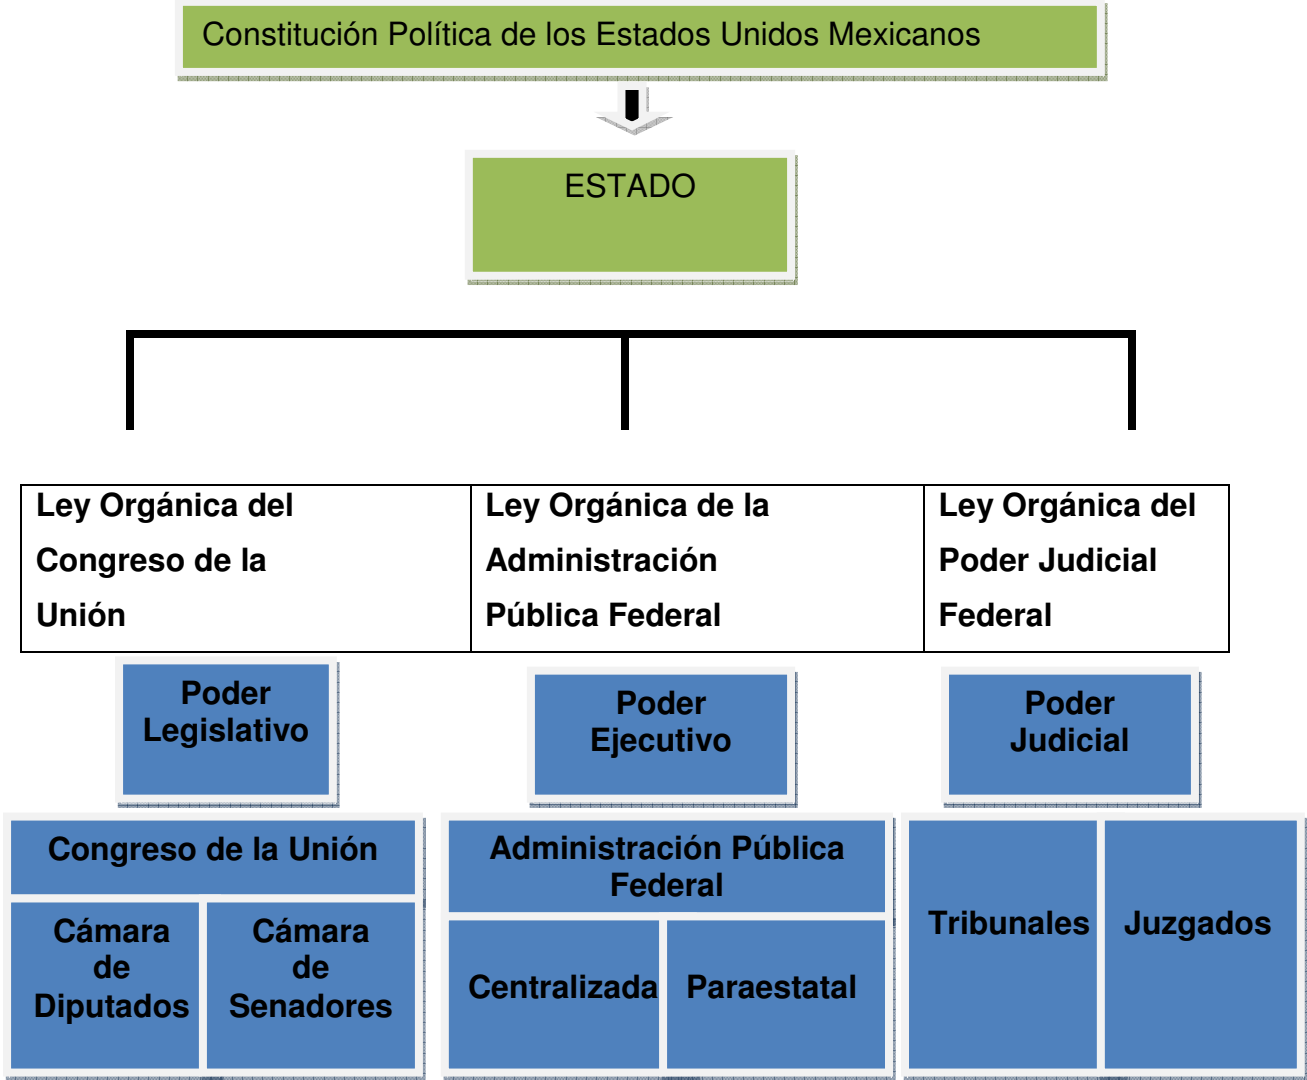 Constitución Política de los Estados Unidos Mexicanos
ESTADO
Ley Orgánica del
Congreso de la
Unión
Ley Orgánica de la
Administración
Pública Federal
Ley Orgánica del
Poder Judicial
Federal
Poder
Legislativo
Poder
Ejecutivo
Poder
Judicial
Congreso de la Unión
Cámara
de
Diputados
Cámara
de
Senadores
Administración Pública
Federal
Centralizada
Paraestatal
Tribunales
Juzgados